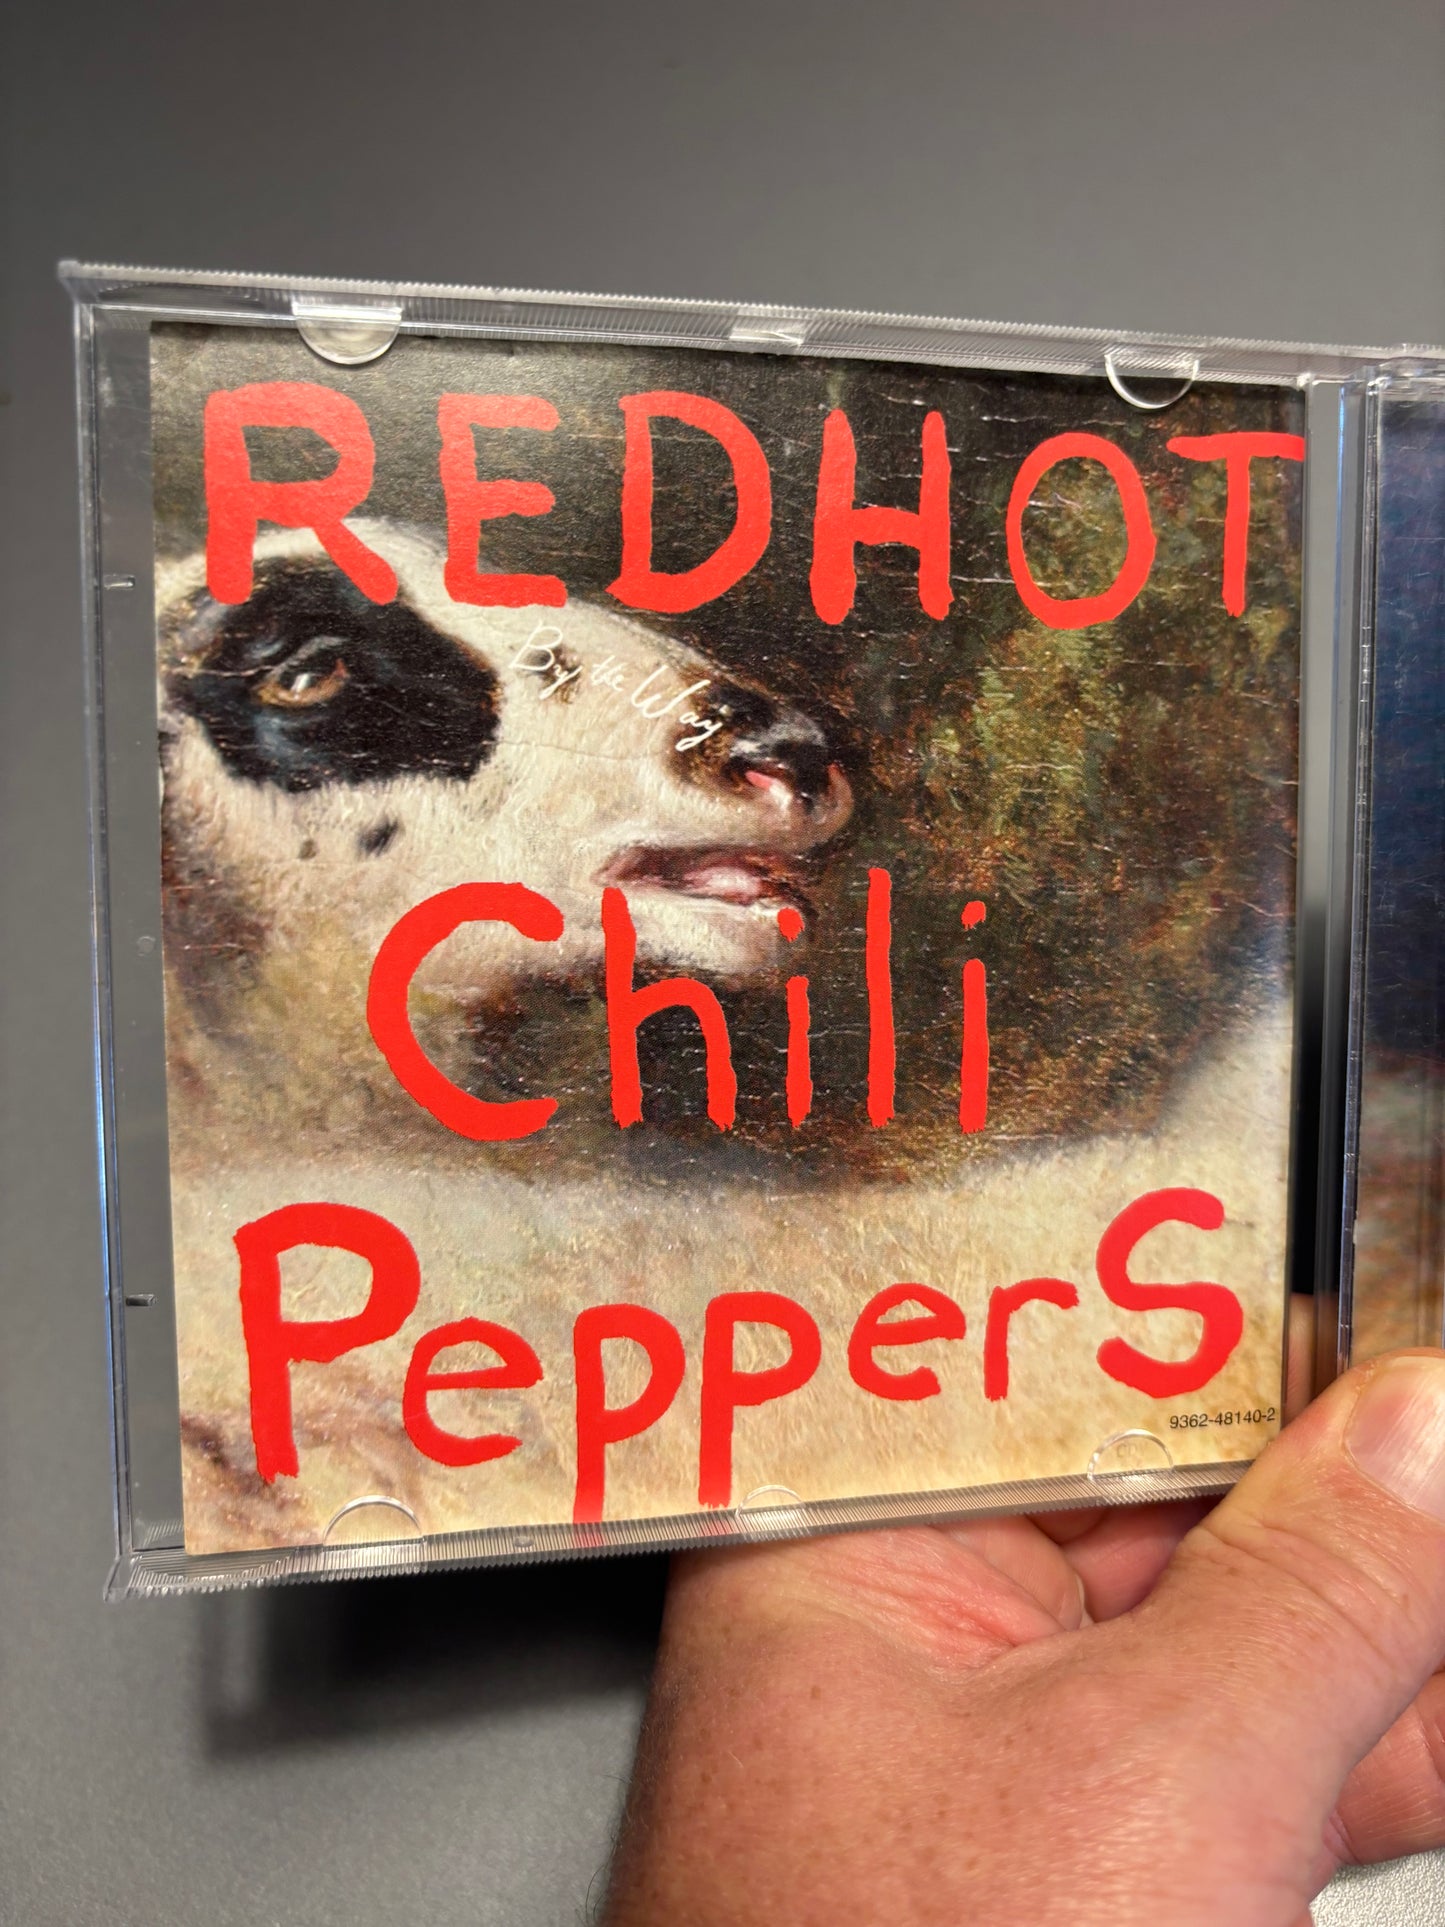 REDHOT
By the Way
Chili
PepperS
9362-48140-2